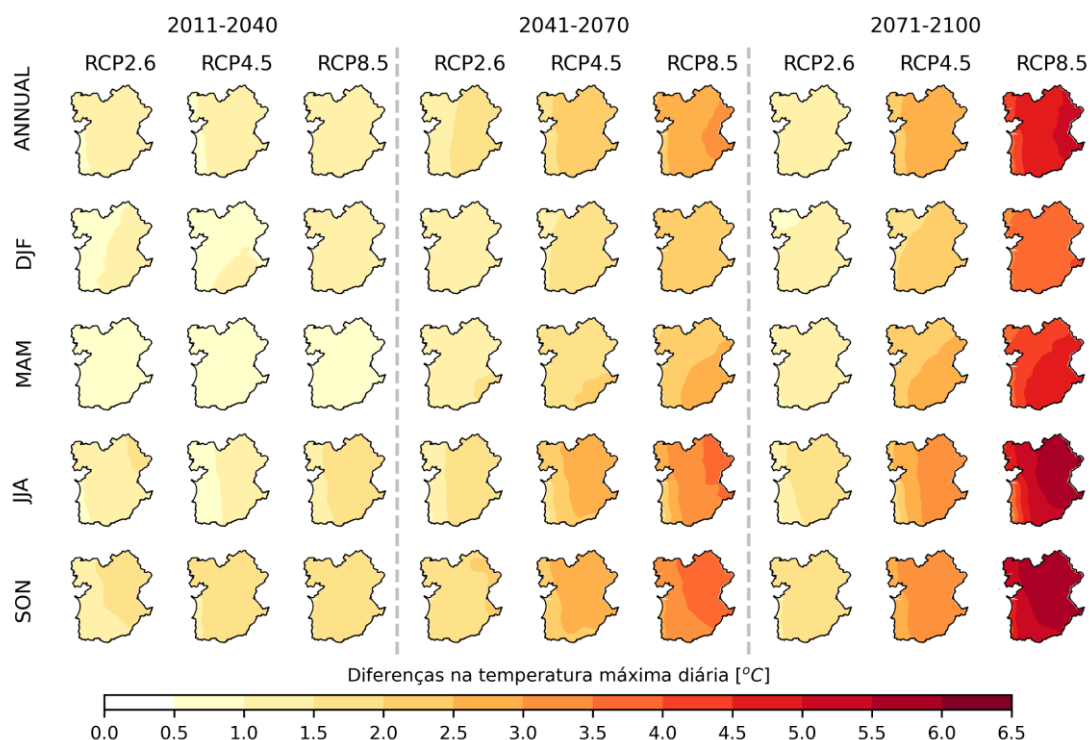 2011-2040 2041-2070 2071-2100
RCP2.6 RCP4.5 RCP8.5 RCP2.6 RCP4.5 RCP8.5 RCP2.6 RCP4.5 RCP8.5
ANNUAL
DJF
MAM
JJA
SON
Diferenças na temperatura máxima diária [°C]
0.0 0.5 1.0 1.5 2.0 2.5 3.0 3.5 4.0 4.5 5.0 5.5 6.0 6.5